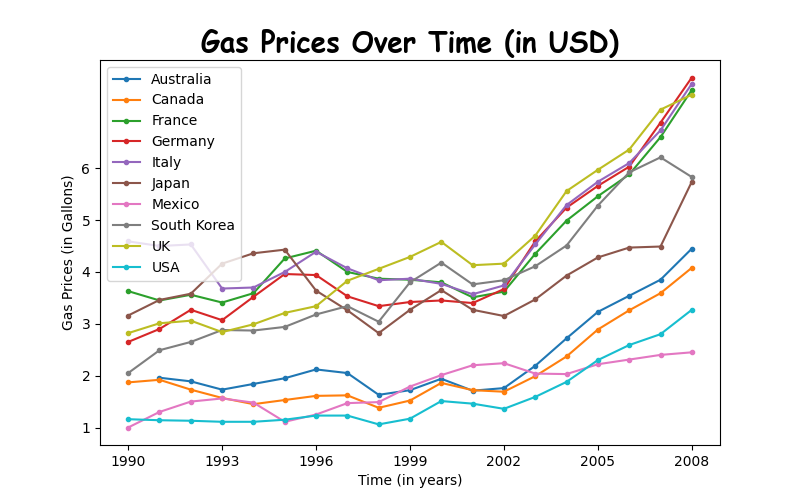 Gas Prices Over Time (in USD)
Australia
Canada
France
Germany
Italy
Japan
Mexico
South Korea
UK
USA
Gas Prices (in Gallons)
6
5
4
3
2
1
1990 1993 1996 1999 2002 2005 2008
Time (in years)